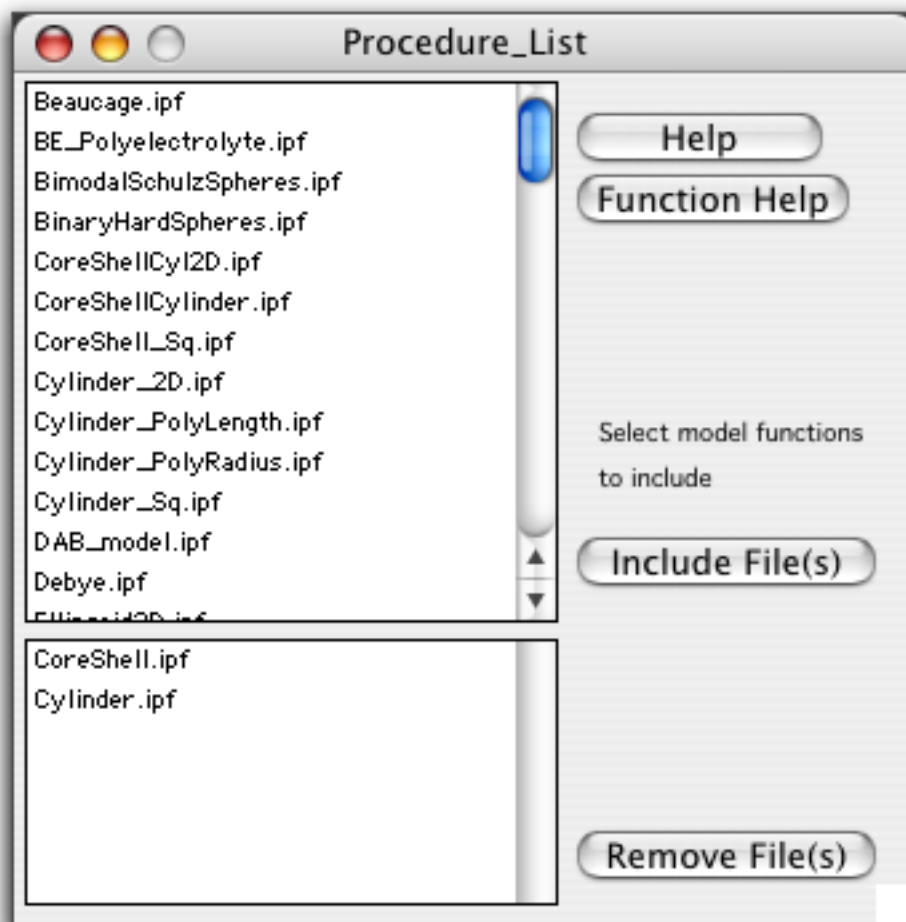 Procedure_List
Beaucage.ipf
BE_Polyelectrolyte.ipf
BimodalSchulzSpheres.ipf
BinaryHardSpheres.ipf
CoreShellCyl2D.ipf
CoreShellCylinder.ipf
CoreShell_Sq.ipf
Cylinder_2D.ipf
Cylinder_PolyLength.ipf
Cylinder_PolyRadius.ipf
Cylinder_Sq.ipf
DAB_model.ipf
Debye.ipf
Help
Function Help
Select model functions
to include
Include File(s)
CoreShell.ipf
Cylinder.ipf
Remove File(s)